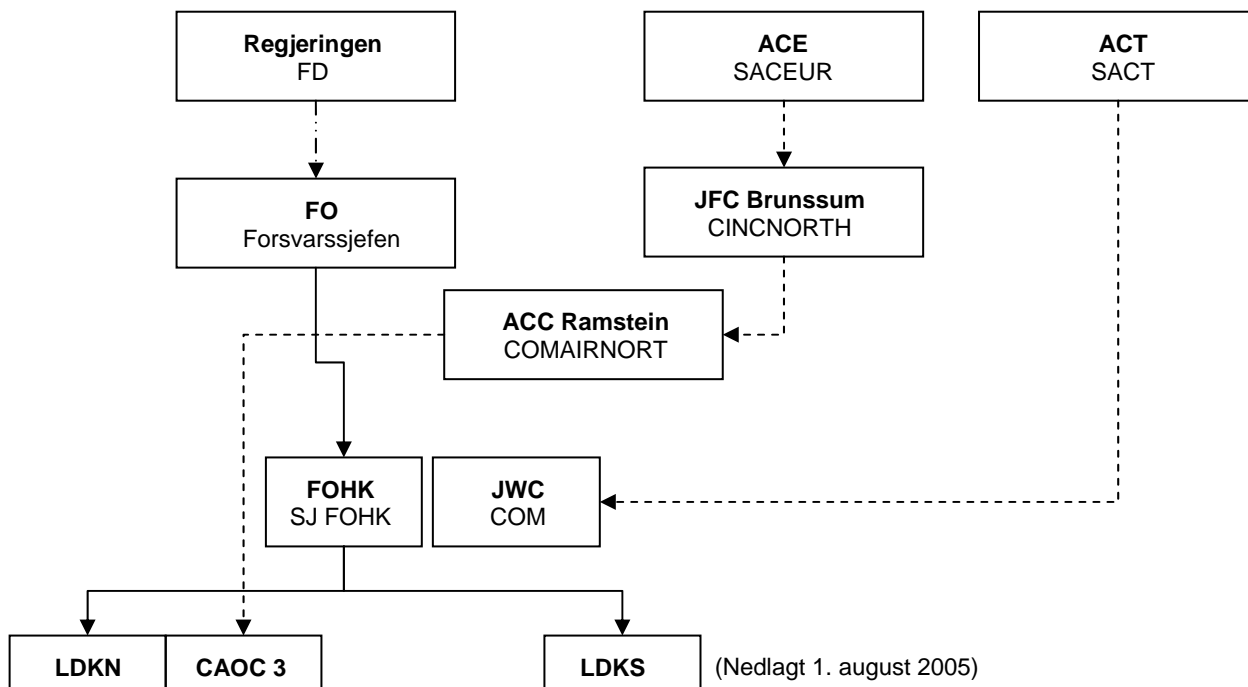 Regjeringen
FD
ACE
SACEUR
ACT
SACT
FO
Forsvarssjefen
JFC Brunssum
CINCNORTH
ACC Ramstein
COMAIRNORT
FOHK
SJ FOHK
JWC
COM
LDKN
CAOC 3
LDKS
(Nedlagt 1. august 2005)